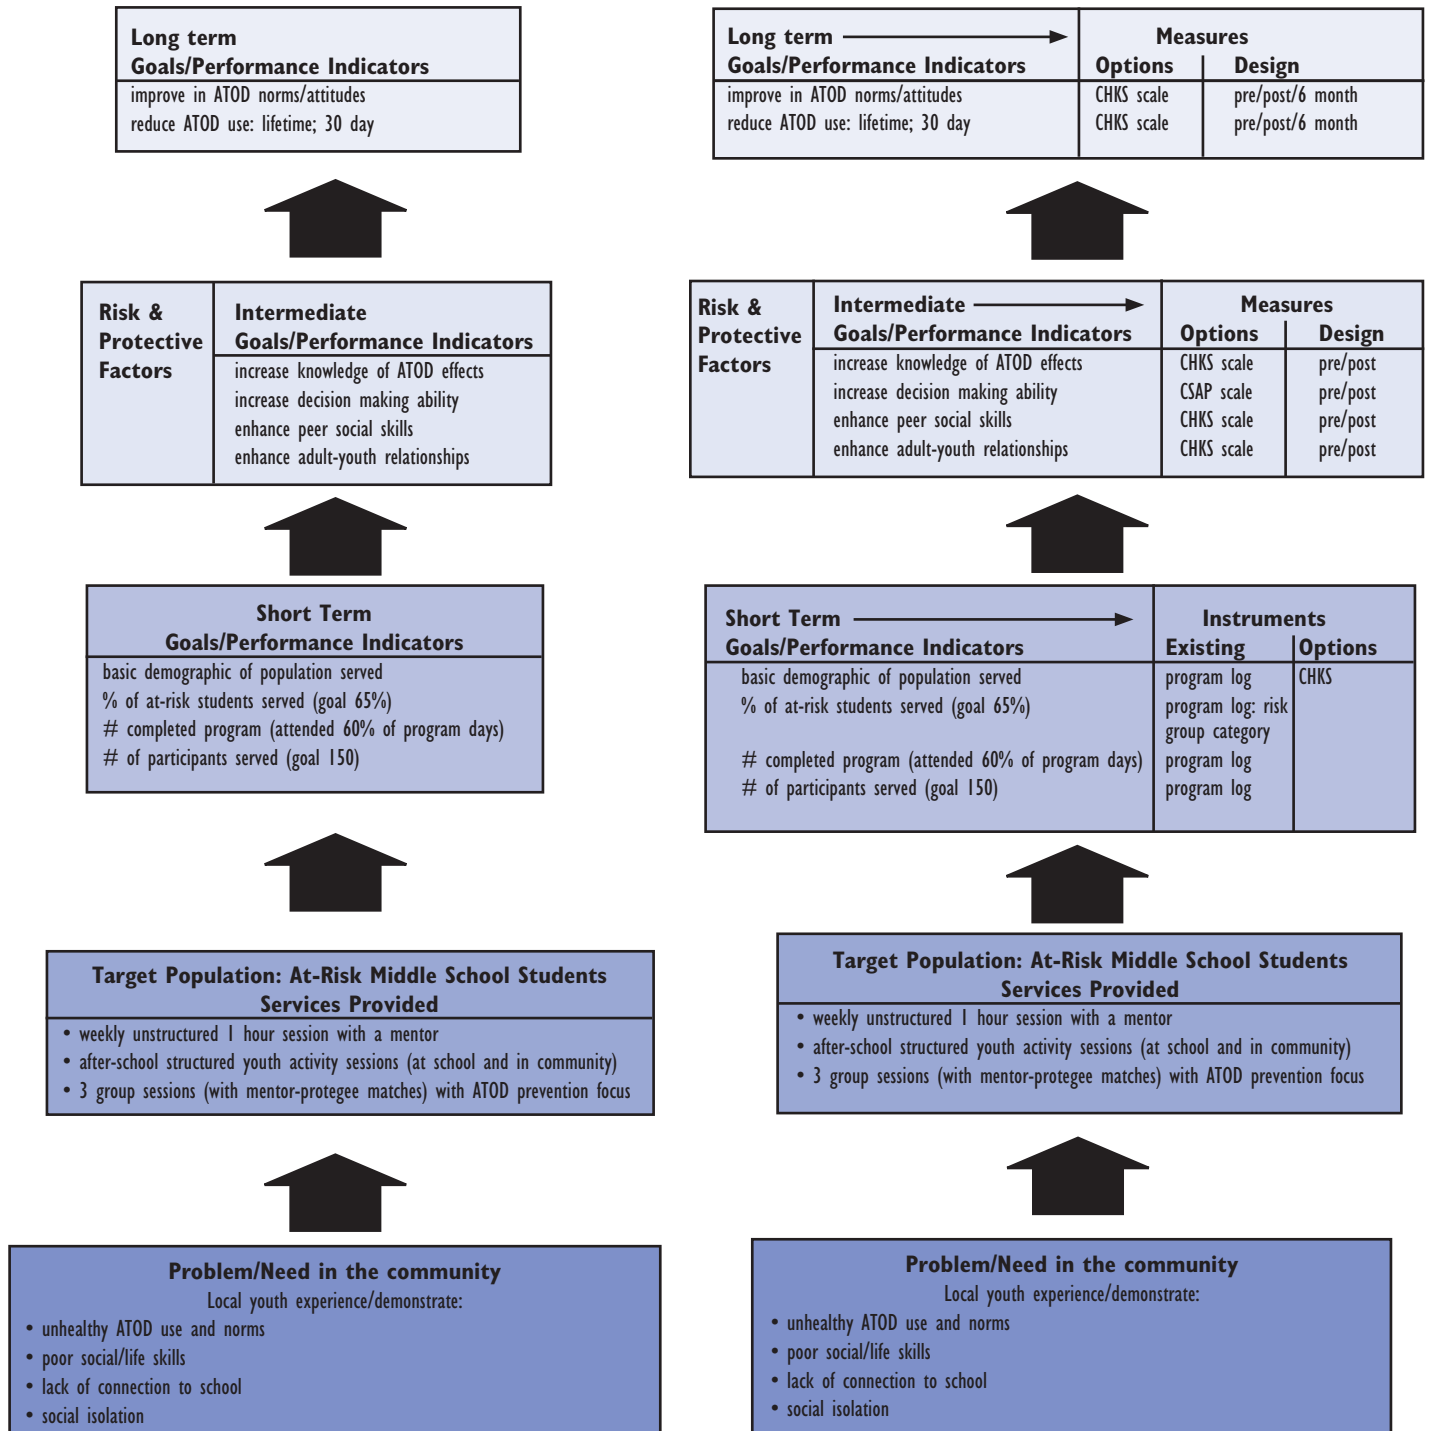 Long term
Goals/Performance Indicators
improve in ATOD norms/attitudes
reduce ATOD use: lifetime; 30 day
Risk &
Protective
Factors
Intermediate
Goals/Performance Indicators
increase knowledge of ATOD effects
increase decision making ability
enhance peer social skills
enhance adult-youth relationships
Short Term
Goals/Performance Indicators
basic demographic of population served
% of at-risk students served (goal 65%)
# completed program (attended 60% of program days)
# of participants served (goal 150)
Target Population: At-Risk Middle School Students
Services Provided
• weekly unstructured 1 hour session with a mentor
• after-school structured youth activity sessions (at school and in community)
• 3 group sessions (with mentor-protegee matches) with ATOD prevention focus
Problem/Need in the community
Local youth experience/demonstrate:
• unhealthy ATOD use and norms
• poor social/life skills
• lack of connection to school
• social isolation
Long term Measures
Goals/Performance Indicators Options Design
improve in ATOD norms/attitudes CHKS scale pre/post/6 month
reduce ATOD use: lifetime; 30 day CHKS scale pre/post/6 month
Risk &
Protective
Factors
Intermediate Measures
Goals/Performance Indicators Options Design
increase knowledge of ATOD effects CHKS scale pre/post
increase decision making ability CSAP scale pre/post
enhance peer social skills CHKS scale pre/post
enhance adult-youth relationships CHKS scale pre/post
Short Term Instruments
Goals/Performance Indicators Existing Options
basic demographic of population served program log CHKS
% of at-risk students served (goal 65%) program log: risk
group category
# completed program (attended 60% of program days) program log
# of participants served (goal 150) program log
Target Population: At-Risk Middle School Students
Services Provided
• weekly unstructured 1 hour session with a mentor
• after-school structured youth activity sessions (at school and in community)
• 3 group sessions (with mentor-protegee matches) with ATOD prevention focus
Problem/Need in the community
Local youth experience/demonstrate:
• unhealthy ATOD use and norms
• poor social/life skills
• lack of connection to school
• social isolation